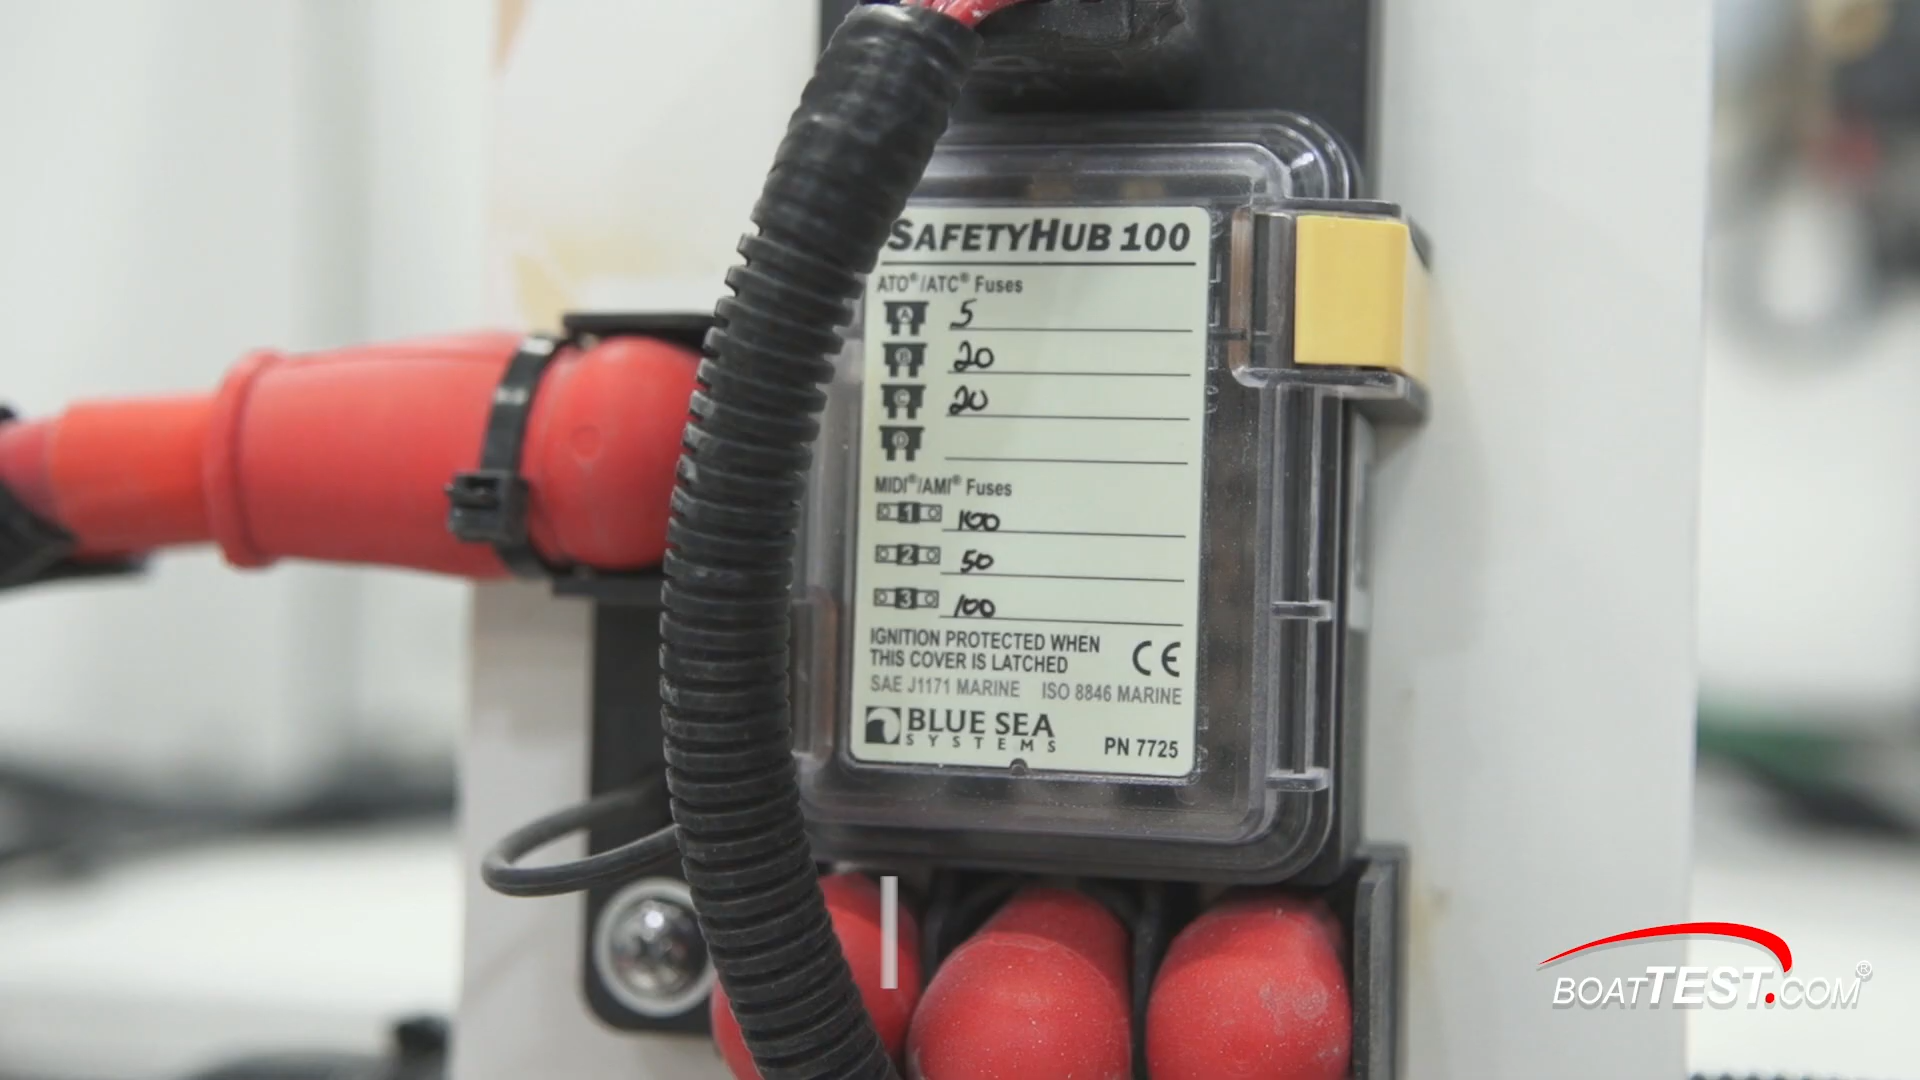 SAFETYHUB 100
ATO®/ATC® Fuses
A 5
B 20
C 20
D
MIDI®/AMI® Fuses
1 100
2 50
3 100
IGNITION PROTECTED WHEN
THIS COVER IS LATCHED
CE
SAE J1171 MARINE ISO 8846 MARINE
BLUE SEA
SYSTEMS
PN 7725
BOATTEST.COM®